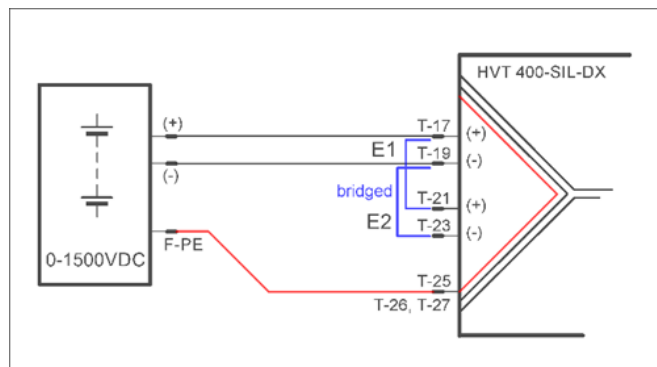 HVT 400-SIL-DX
(+)
T-17
(+)
E1
T-19
(-)
(-)
bridged
T-21
(+)
E2
T-23
(-)
0-1500VDC
F-PE
T-25
T-26, T-27